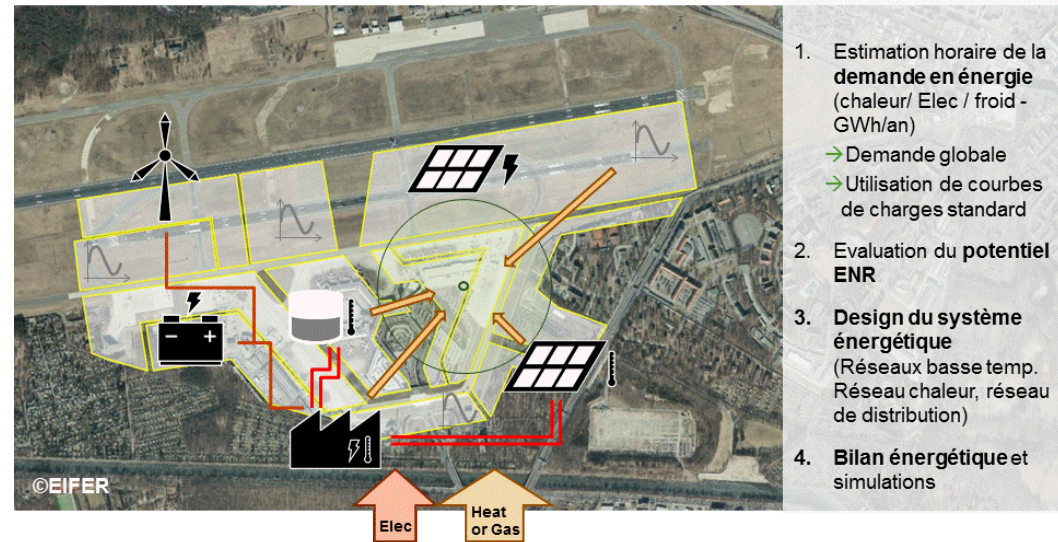 1. Estimation horaire de la
demande en énergie
(chaleur/ Elec / froid -
GWh/an)
→Demande globale
→Utilisation de courbes
de charges standard
2. Evaluation du potentiel
ENR
3. Design du système
énergétique
(Réseaux basse temp.
Réseau chaleur, réseau
de distribution)
4. Bilan énergétique et
simulations
©EIFER
Elec
Heat
or Gas